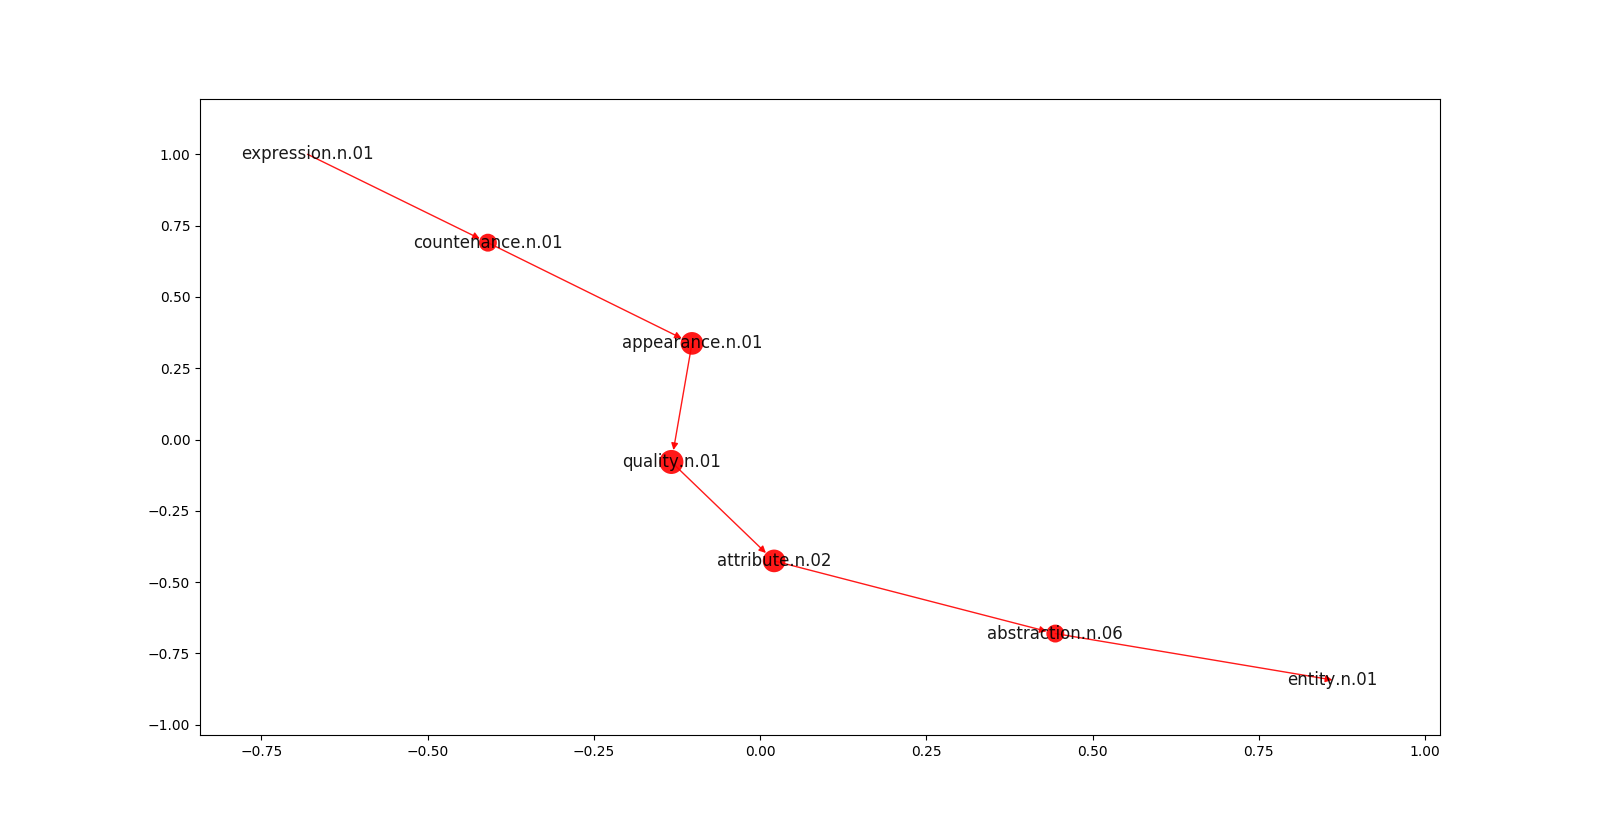 expression.n.01
countenance.n.01
appearance.n.01
quality.n.01
attribute.n.02
abstraction.n.06
entity.n.01
1.00
0.75
0.50
0.25
0.00
−0.25
−0.50
−0.75
−1.00
−0.75 −0.50 −0.25 0.00 0.25 0.50 0.75 1.00